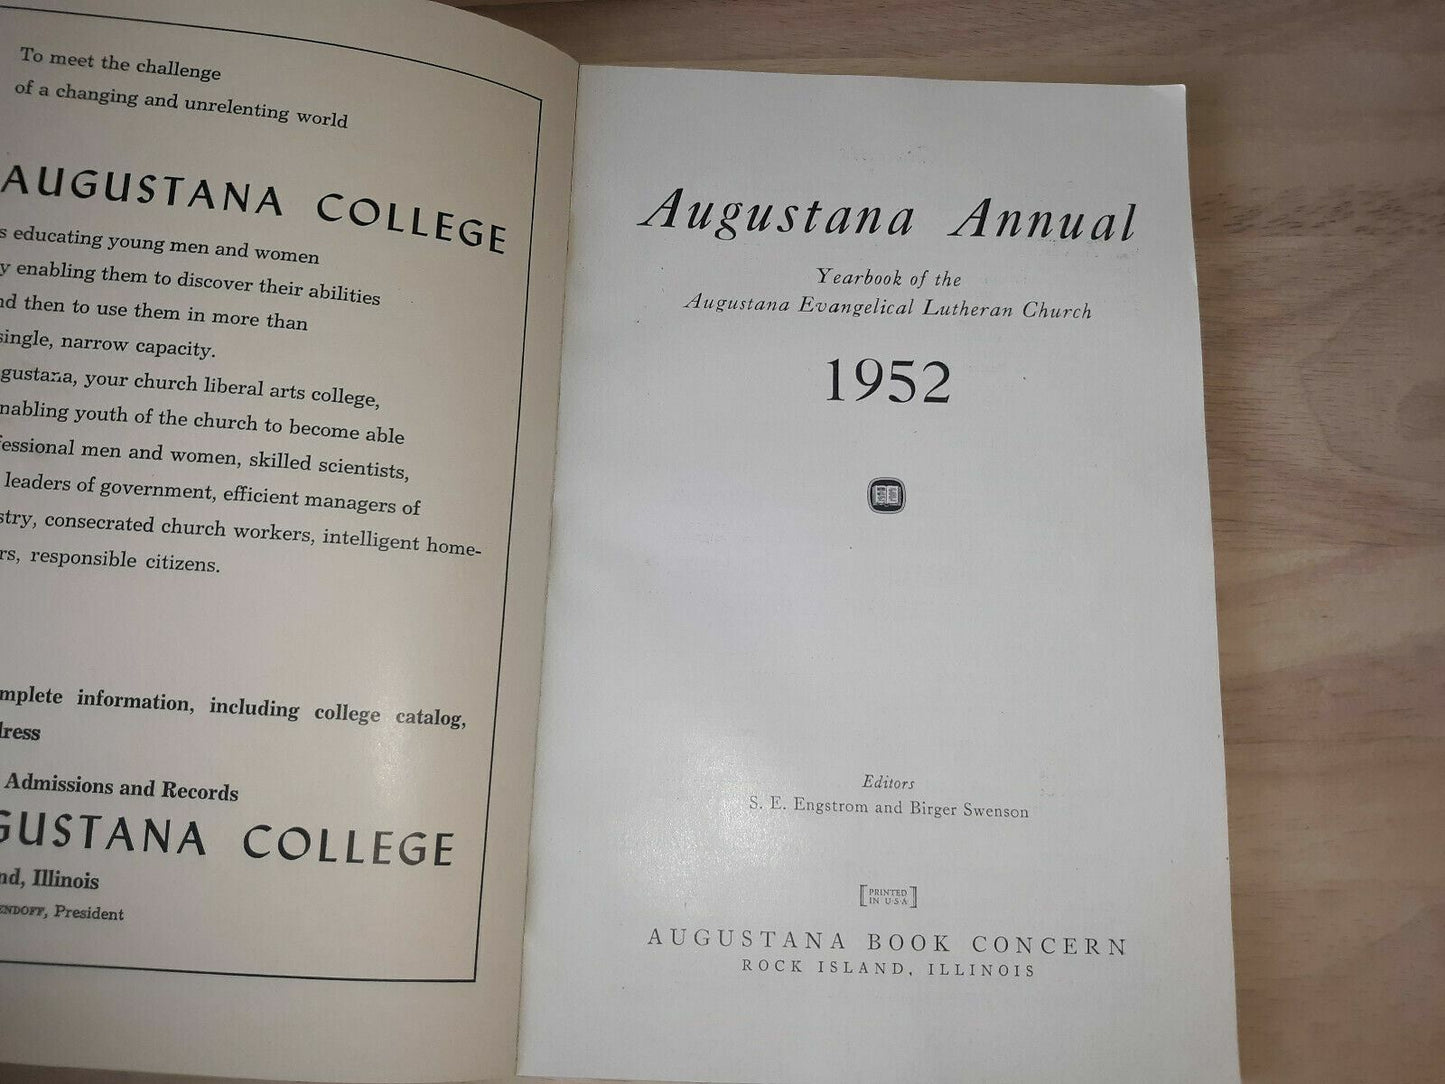 To meet the challenge
of a changing and unrelenting world
AUGUSTANA COLLEGE
s educating young men and women
y enabling them to discover their abilities
nd then to use them in more than
single, narrow capacity.
gustana, your church liberal arts college,
nabling youth of the church to become able
fessional men and women, skilled scientists,
leaders of government, efficient managers of
stry, consecrated church workers, intelligent home-
rs, responsible citizens.
mplete information, including college catalog,
dress
Admissions and Records
GUSTANA COLLEGE
nd, Illinois
ENDOFF, President
Augustana Annual
Yearbook of the
Augustana Evangelical Lutheran Church
1952
Editors
S. E. Engstrom and Birger Swenson
[PRINTED
IN U·S·A]
AUGUSTANA BOOK CONCERN
ROCK ISLAND, ILLINOIS